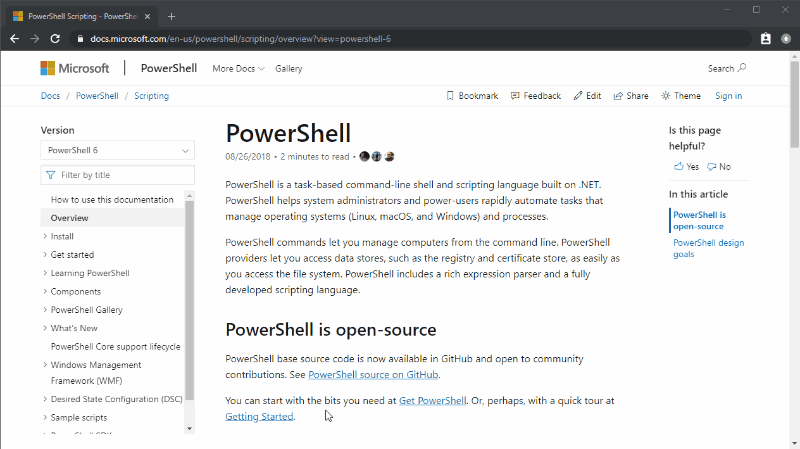 PowerShell Scripting - PowerShel
docs.microsoft.com/en-us/powershell/scripting/overview?view=powershell-6
Microsoft PowerShell More Docs Gallery Search
Docs / PowerShell / Scripting Bookmark Feedback Edit Share Theme Sign in
Version
PowerShell 6
Filter by title
How to use this documentation
Overview
Install
Get started
Learning PowerShell
Components
PowerShell Gallery
What's New
PowerShell Core support lifecycle
Windows Management
Framework (WMF)
Desired State Configuration (DSC)
Sample scripts
PowerShell
08/26/2018 • 2 minutes to read •
PowerShell is a task-based command-line shell and scripting language built on .NET.
PowerShell helps system administrators and power-users rapidly automate tasks that
manage operating systems (Linux, macOS, and Windows) and processes.
PowerShell commands let you manage computers from the command line. PowerShell
providers let you access data stores, such as the registry and certificate store, as easily as
you access the file system. PowerShell includes a rich expression parser and a fully
developed scripting language.
PowerShell is open-source
PowerShell base source code is now available in GitHub and open to community
contributions. See PowerShell source on GitHub.
You can start with the bits you need at Get PowerShell. Or, perhaps, with a quick tour at
Getting Started.
Is this page
helpful?
Yes No
In this article
PowerShell is
open-source
PowerShell design
goals